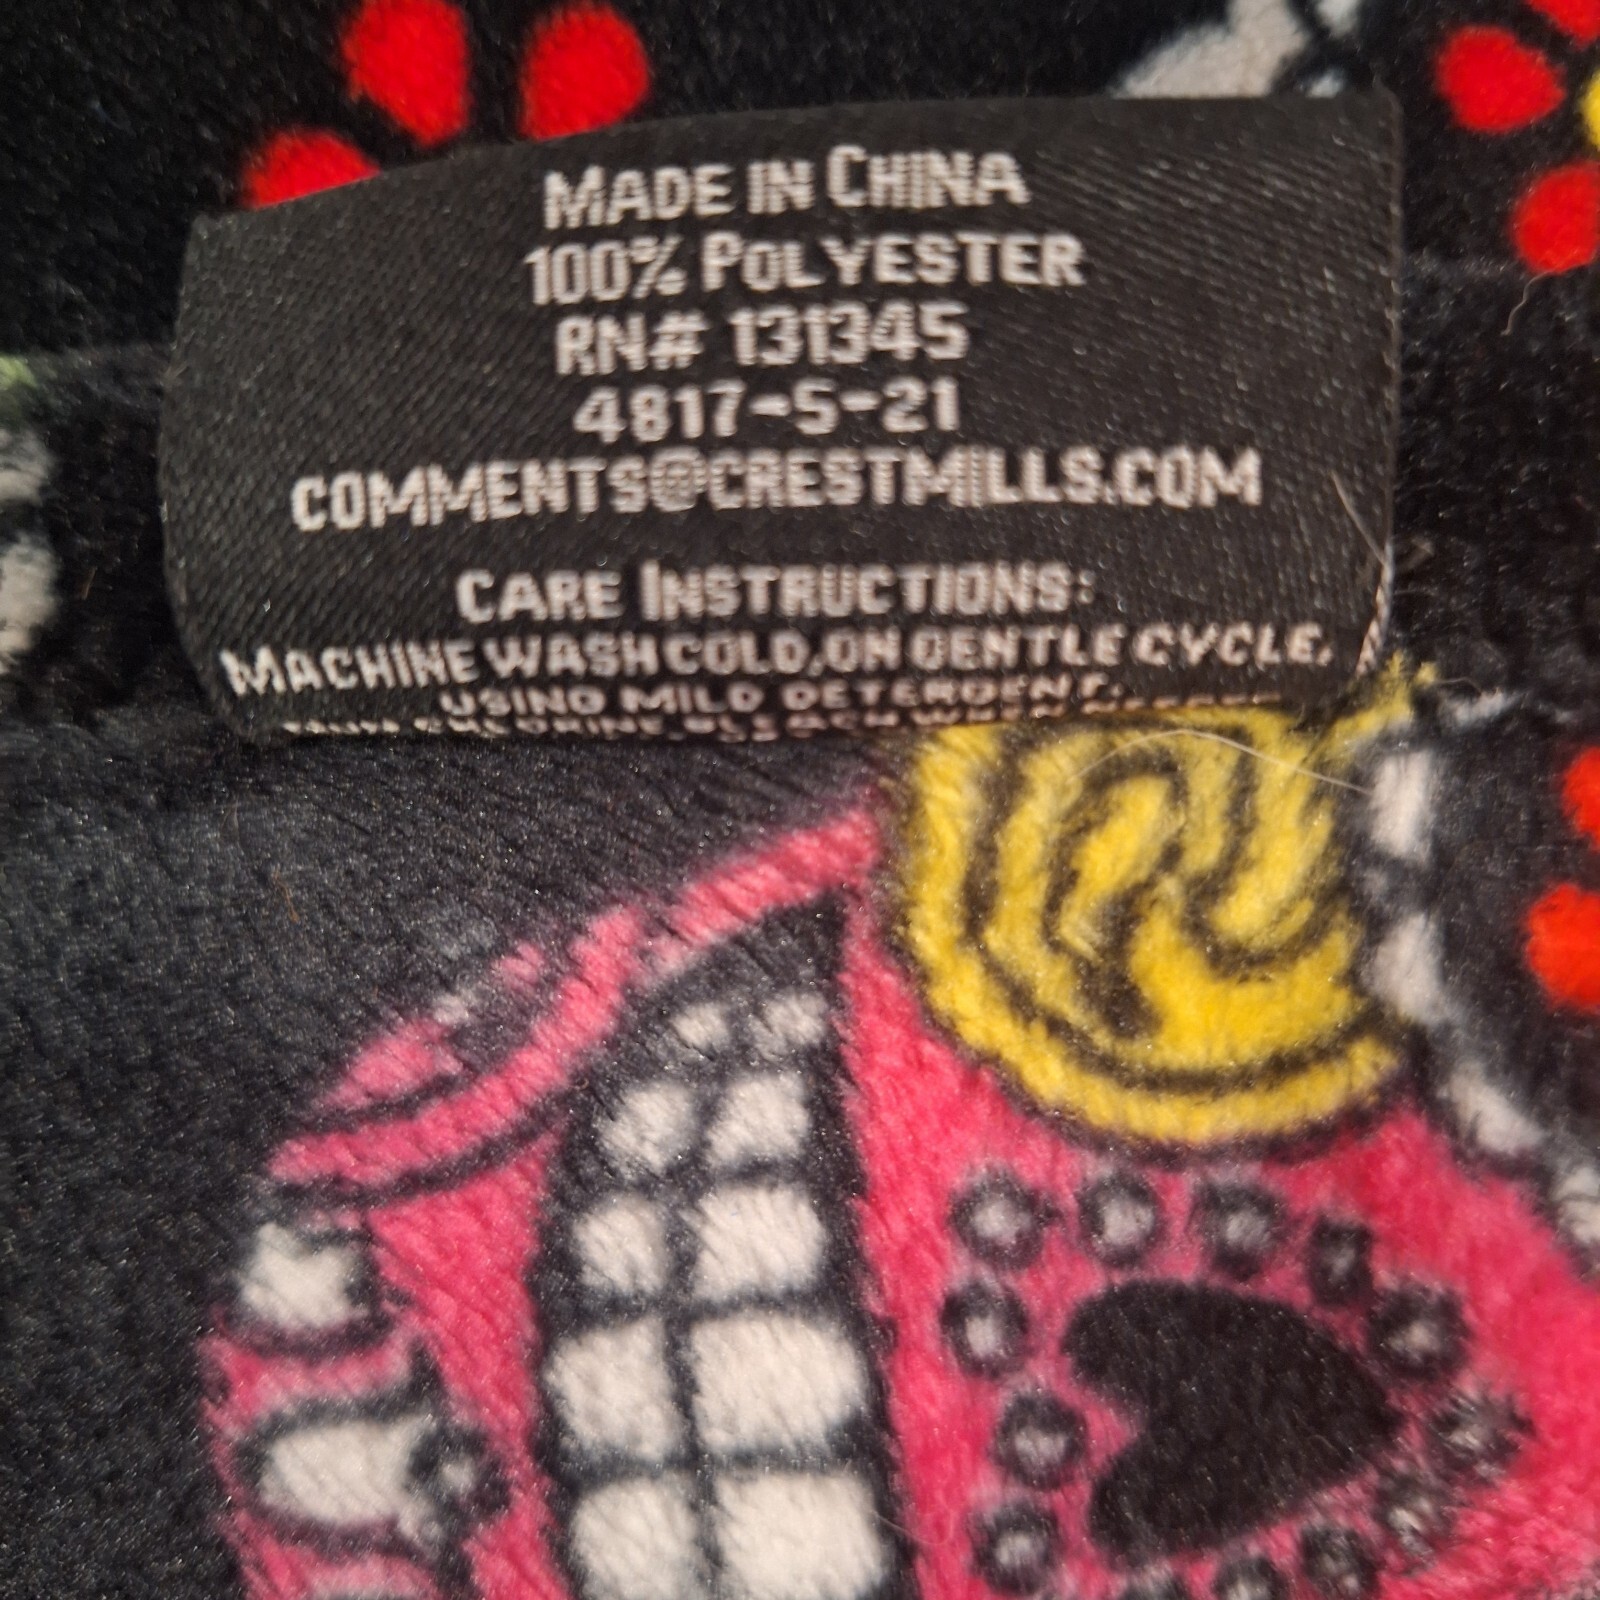 MADE IN CHINA
100% POLYESTER
RN# 131345
4817-S-21
COMMENTS@CRESTMILLS.COM
CARE INSTRUCTIONS:
MACHINE WASH COLD, ON GENTLE CYCLE,
USING MILD DETERGENT.